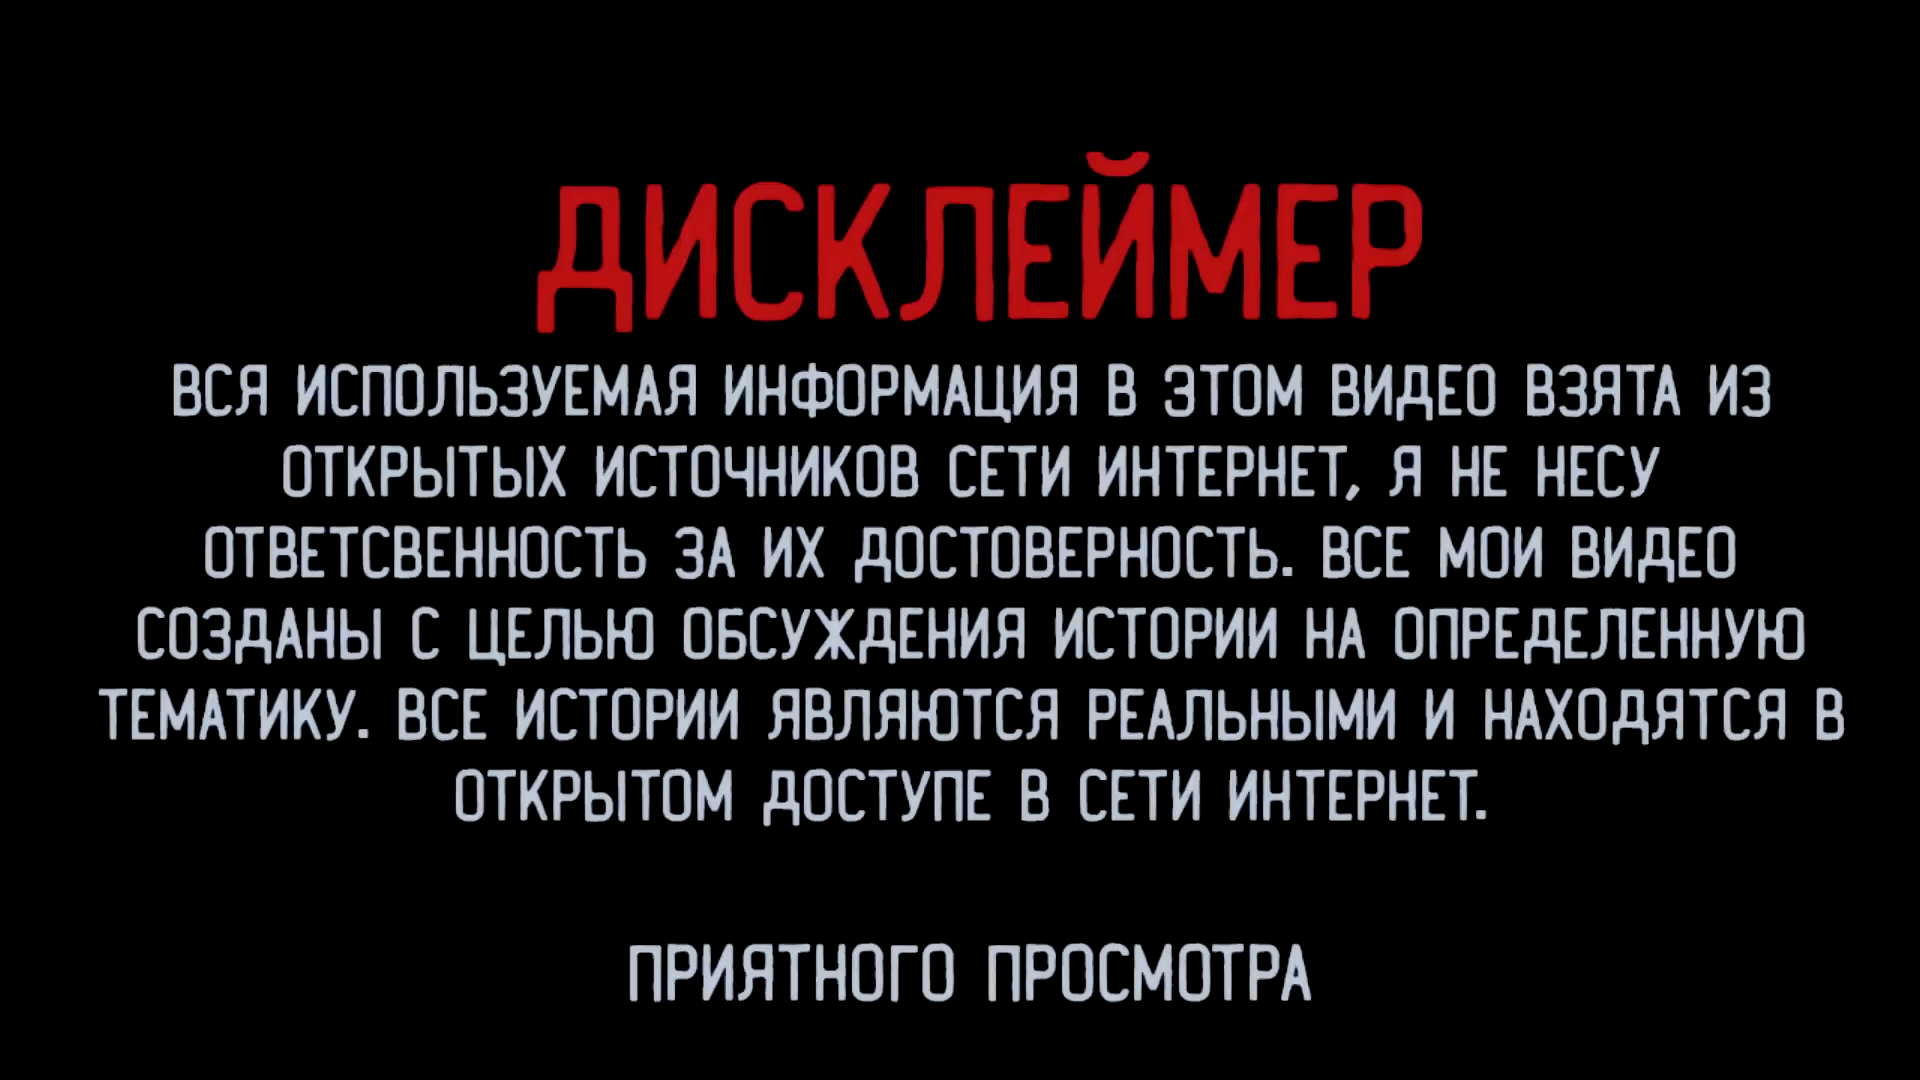 ДИСКЛЕЙМЕР
ВСЯ ИСПОЛЬЗУЕМАЯ ИНФОРМАЦИЯ В ЭТОМ ВИДЕО ВЗЯТА ИЗ
ОТКРЫТЫХ ИСТОЧНИКОВ СЕТИ ИНТЕРНЕТ, Я НЕ НЕСУ
ОТВЕТСВЕННОСТЬ ЗА ИХ ДОСТОВЕРНОСТЬ. ВСЕ МОИ ВИДЕО
СОЗДАНЫ С ЦЕЛЬЮ ОБСУЖДЕНИЯ ИСТОРИИ НА ОПРЕДЕЛЕННУЮ
ТЕМАТИКУ. ВСЕ ИСТОРИИ ЯВЛЯЮТСЯ РЕАЛЬНЫМИ И НАХОДЯТСЯ В
ОТКРЫТОМ ДОСТУПЕ В СЕТИ ИНТЕРНЕТ.
ПРИЯТНОГО ПРОСМОТРА